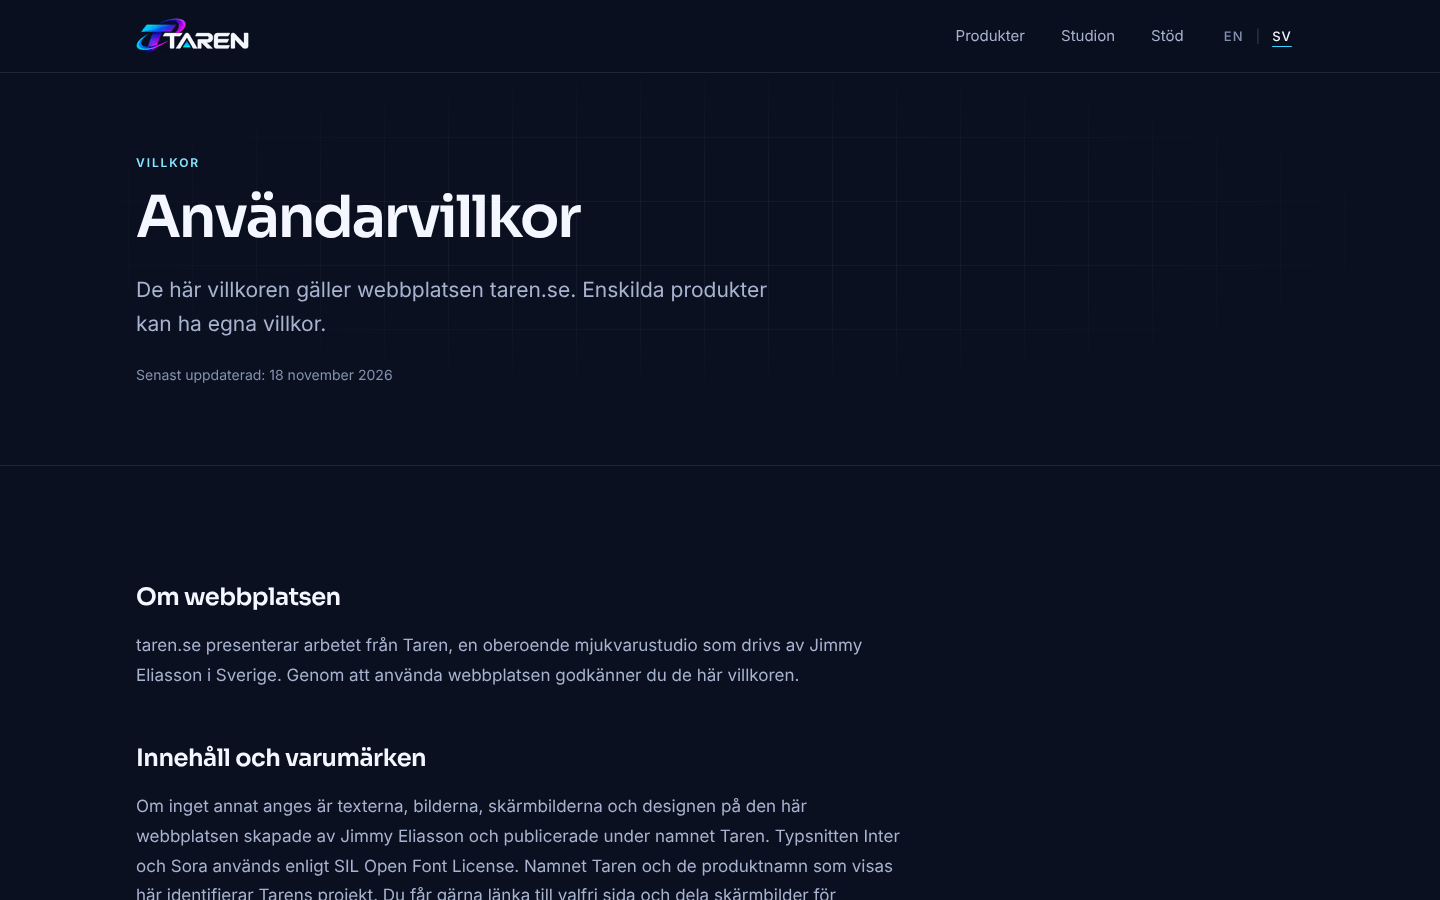 TAREN
Produkter
Studion
Stöd
EN | SV
VILLKOR
Användarvillkor
De här villkoren gäller webbplatsen taren.se. Enskilda produkter
kan ha egna villkor.
Senast uppdaterad: 18 november 2026
Om webbplatsen
taren.se presenterar arbetet från Taren, en oberoende mjukvarustudio som drivs av Jimmy
Eliasson i Sverige. Genom att använda webbplatsen godkänner du de här villkoren.
Innehåll och varumärken
Om inget annat anges är texterna, bilderna, skärmbilderna och designen på den här
webbplatsen skapade av Jimmy Eliasson och publicerade under namnet Taren. Typsnitten Inter
och Sora används enligt SIL Open Font License. Namnet Taren och de produktnamn som visas
här identifierar Tarens projekt. Du får gärna länka till valfri sida och dela skärmbilder för